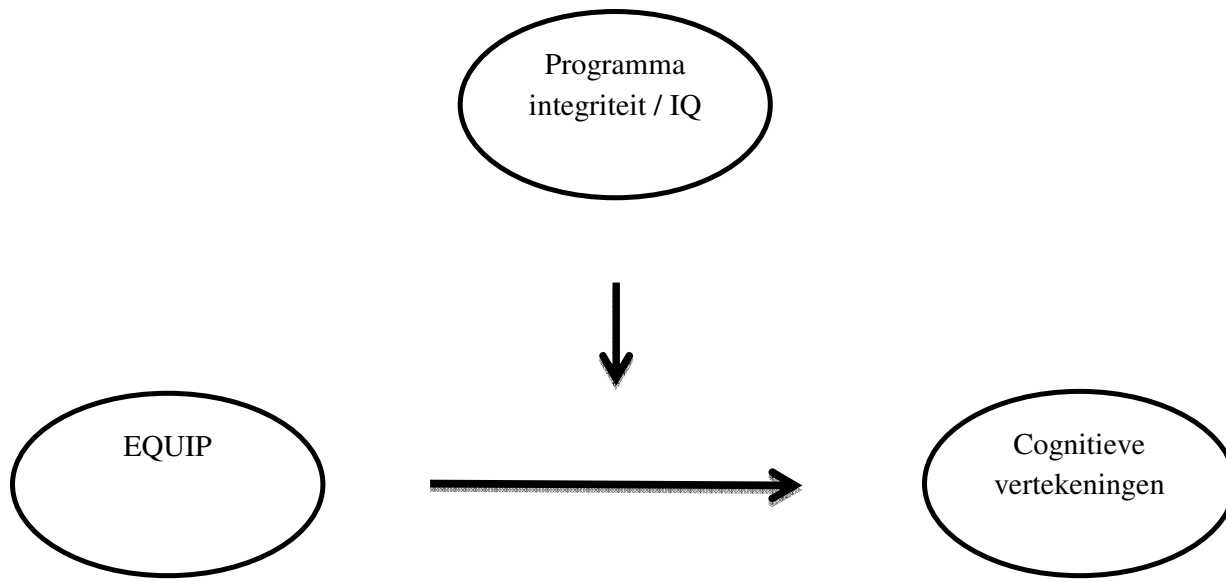 Programma
integriteit / IQ
EQUIP
Cognitieve
vertekeningen